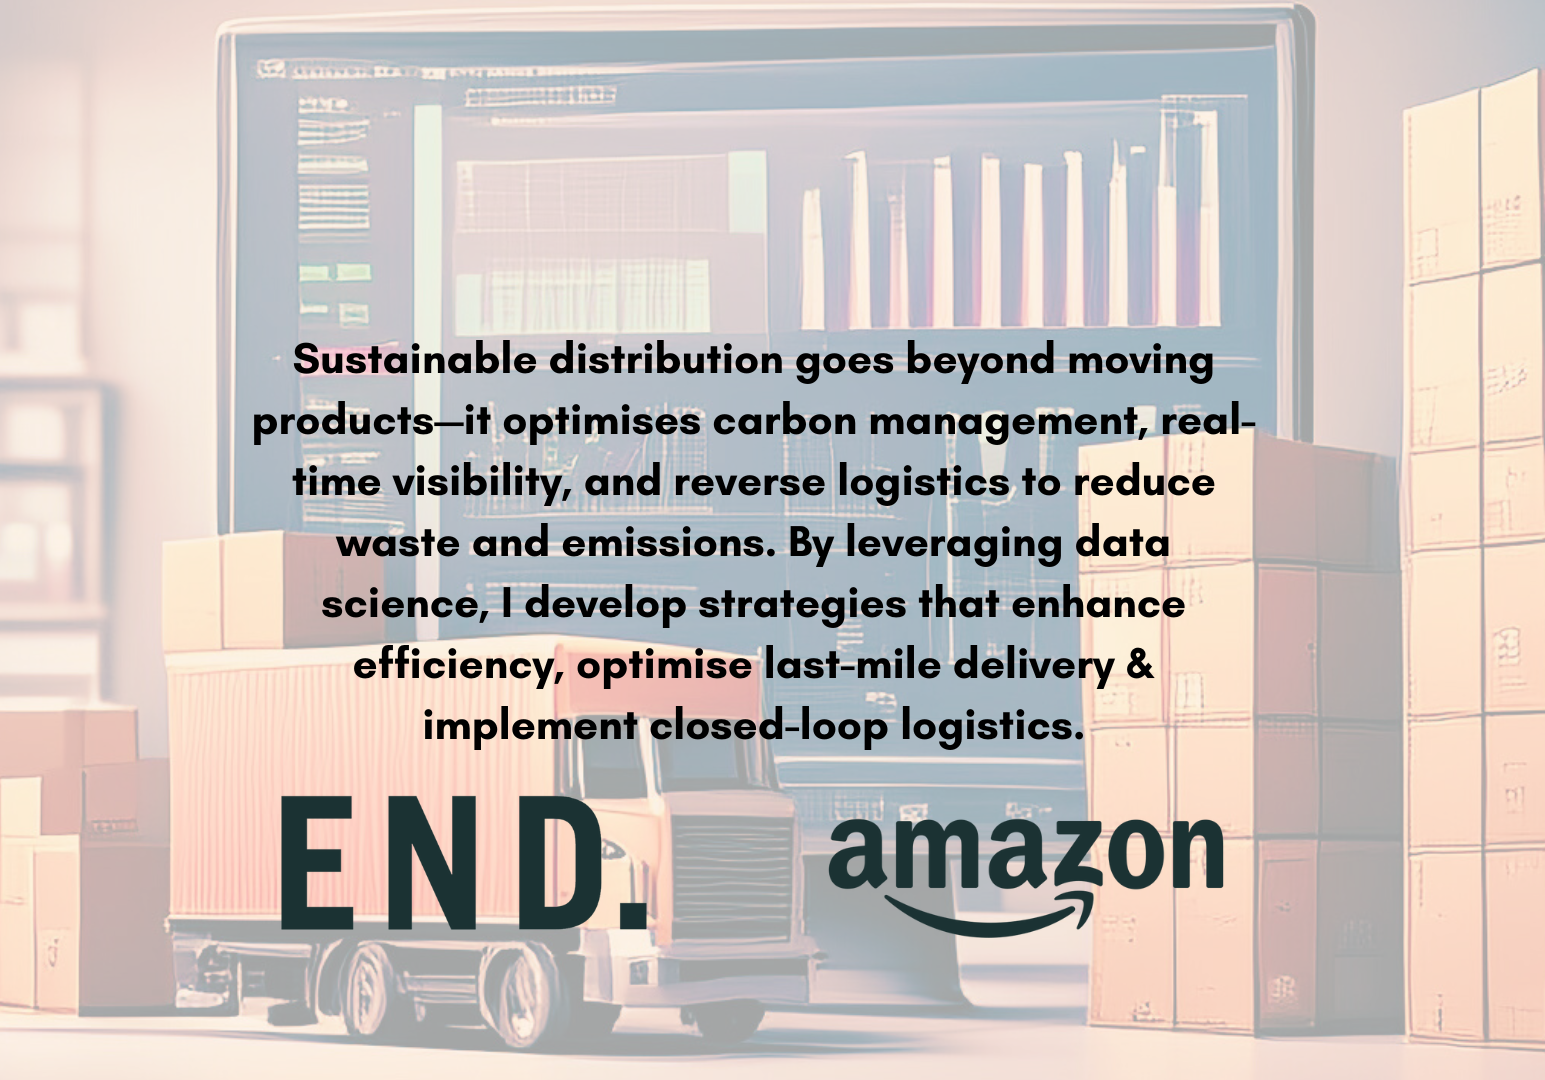 Sustainable distribution goes beyond moving
products—it optimises carbon management, real-
time visibility, and reverse logistics to reduce
waste and emissions. By leveraging data
science, I develop strategies that enhance
efficiency, optimise last-mile delivery &
implement closed-loop logistics.
END.
amazon